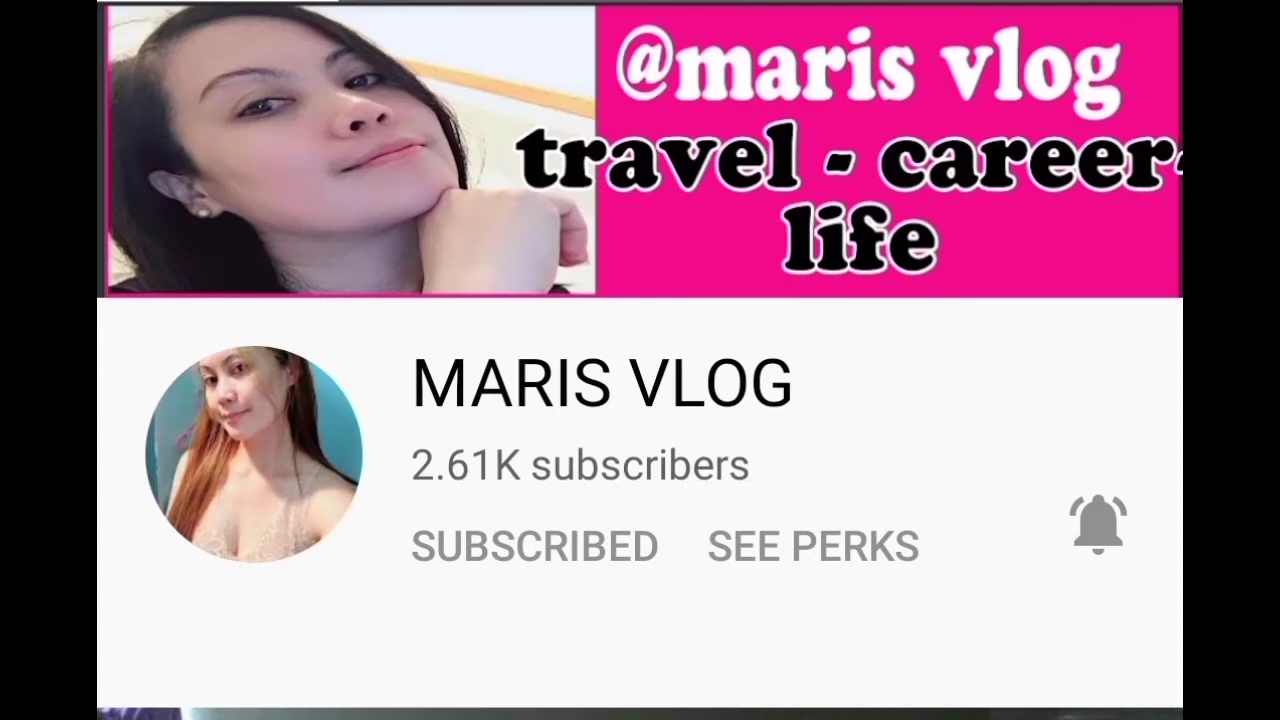 @maris vlog
travel - career-
life
MARIS VLOG
2.61K subscribers
SUBSCRIBED SEE PERKS